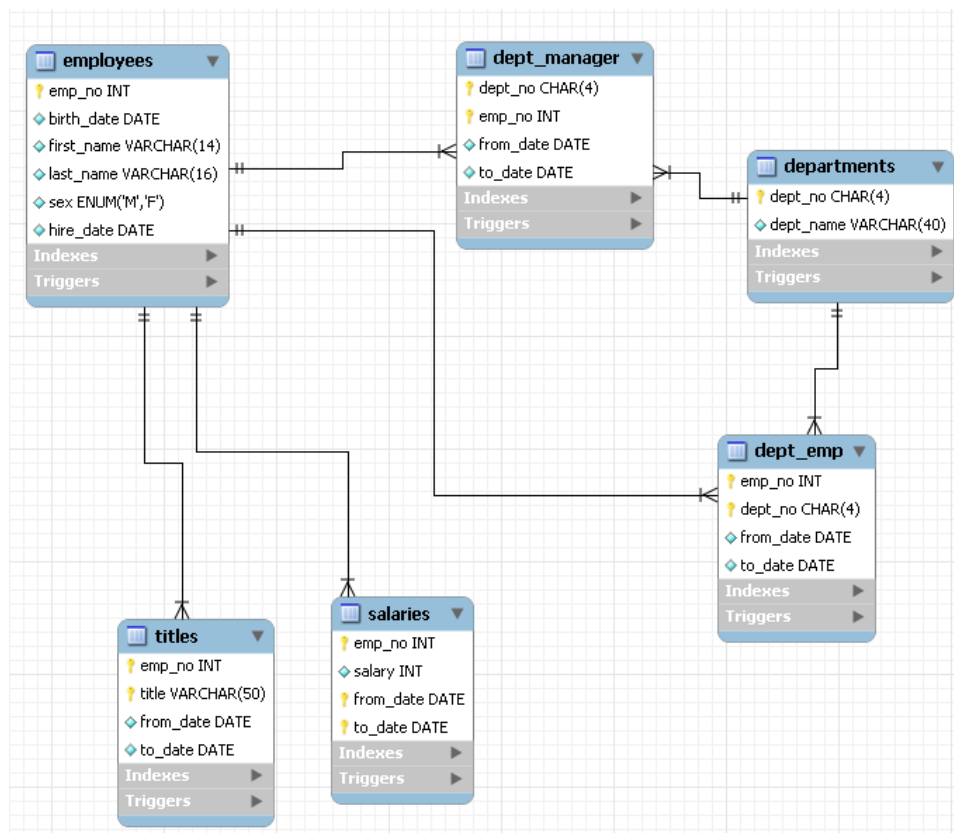 employees
emp_no INT
birth_date DATE
first_name VARCHAR(14)
last_name VARCHAR(16)
sex ENUM('M','F')
hire_date DATE
Indexes
Triggers
dept_manager
dept_no CHAR(4)
emp_no INT
from_date DATE
to_date DATE
Indexes
Triggers
departments
dept_no CHAR(4)
dept_name VARCHAR(40)
Indexes
Triggers
dept_emp
emp_no INT
dept_no CHAR(4)
from_date DATE
to_date DATE
Indexes
Triggers
titles
emp_no INT
title VARCHAR(50)
from_date DATE
to_date DATE
Indexes
Triggers
salaries
emp_no INT
salary INT
from_date DATE
to_date DATE
Indexes
Triggers